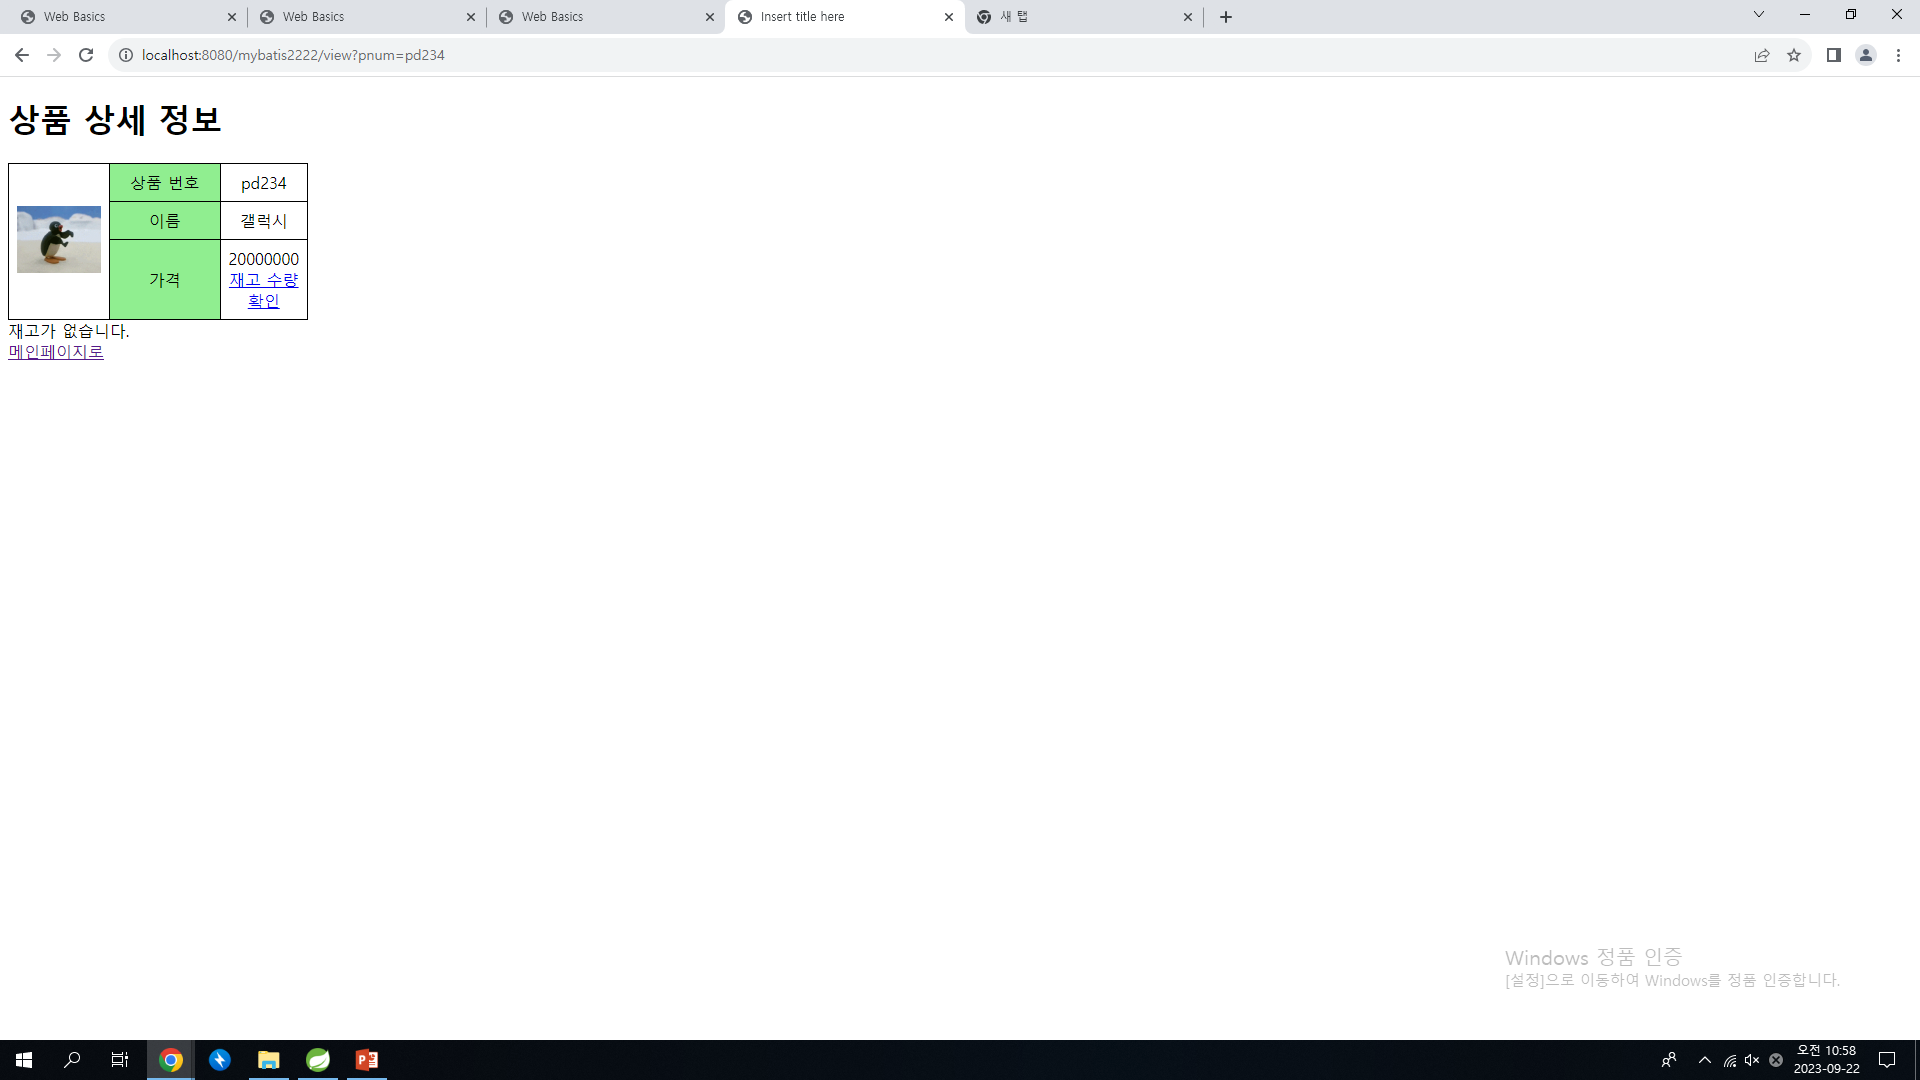 Web Basics
Web Basics
Web Basics
Insert title here
새 탭
localhost:8080/mybatis2222/view?pnum=pd234
상품 상세 정보
상품 번호
pd234
이름
갤럭시
가격
20000000
재고 수량
확인
재고가 없습니다.
메인페이지로
Windows 정품 인증
[설정]으로 이동하여 Windows를 정품 인증합니다.
오전 10:58
2023-09-22